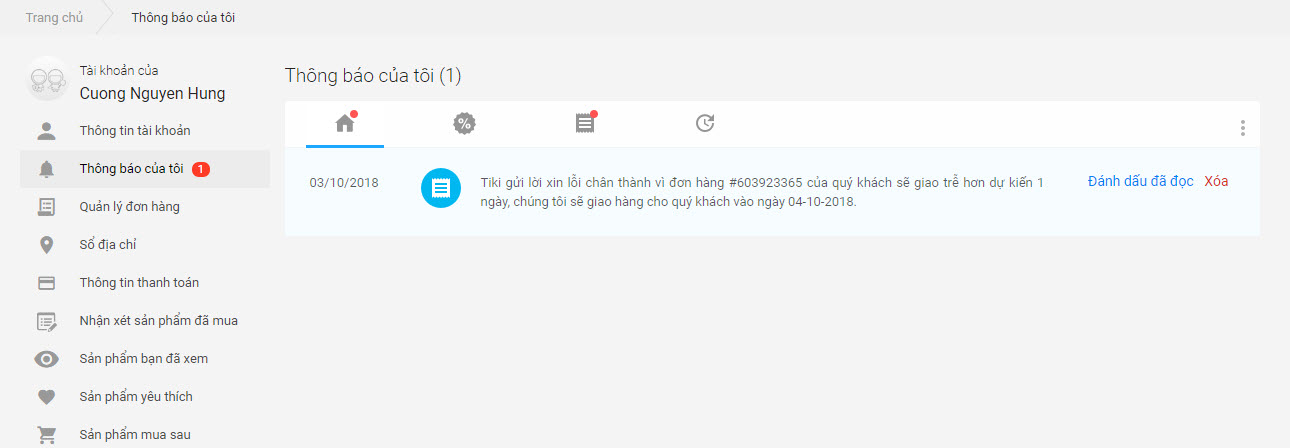 Trang chủ
Thông báo của tôi
Tài khoản của
Cuong Nguyen Hung
Thông tin tài khoản
Thông báo của tôi 1
Quản lý đơn hàng
Sổ địa chỉ
Thông tin thanh toán
Nhận xét sản phẩm đã mua
Sản phẩm bạn đã xem
Sản phẩm yêu thích
Sản phẩm mua sau
Thông báo của tôi (1)
03/10/2018
Tiki gửi lời xin lỗi chân thành vì đơn hàng #603923365 của quý khách sẽ giao trễ hơn dự kiến 1
ngày, chúng tôi sẽ giao hàng cho quý khách vào ngày 04-10-2018.
Đánh dấu đã đọc
Xóa